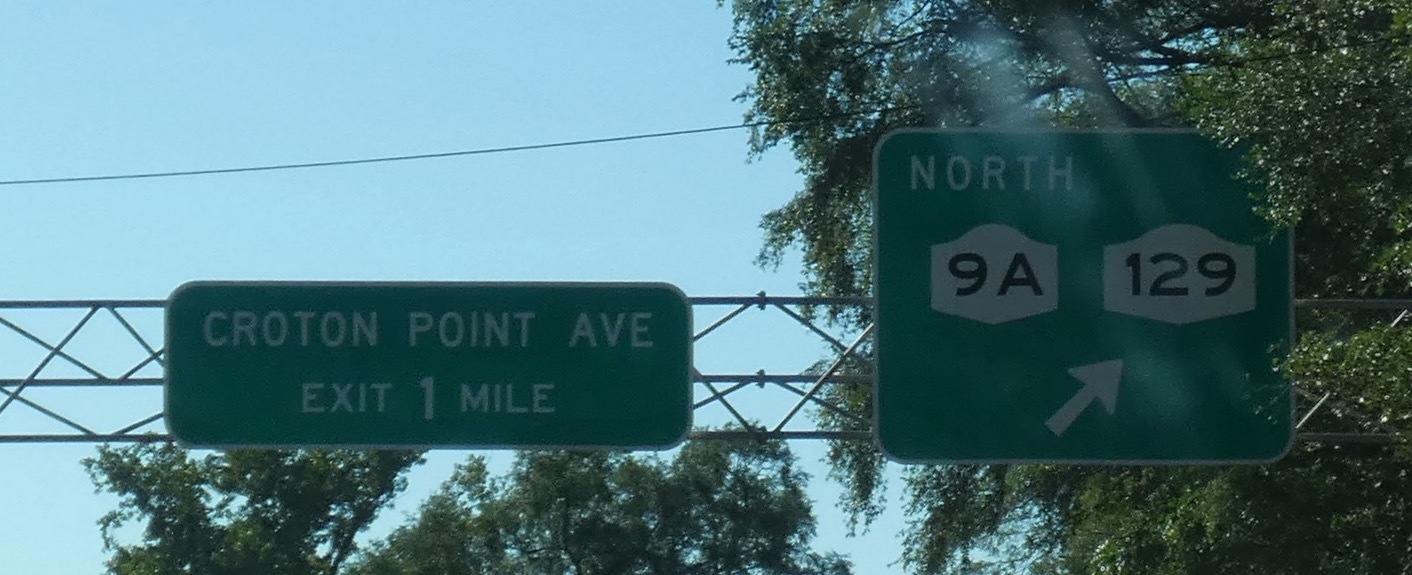 CROTON POINT AVE
EXIT 1 MILE
NORTH
9A 129